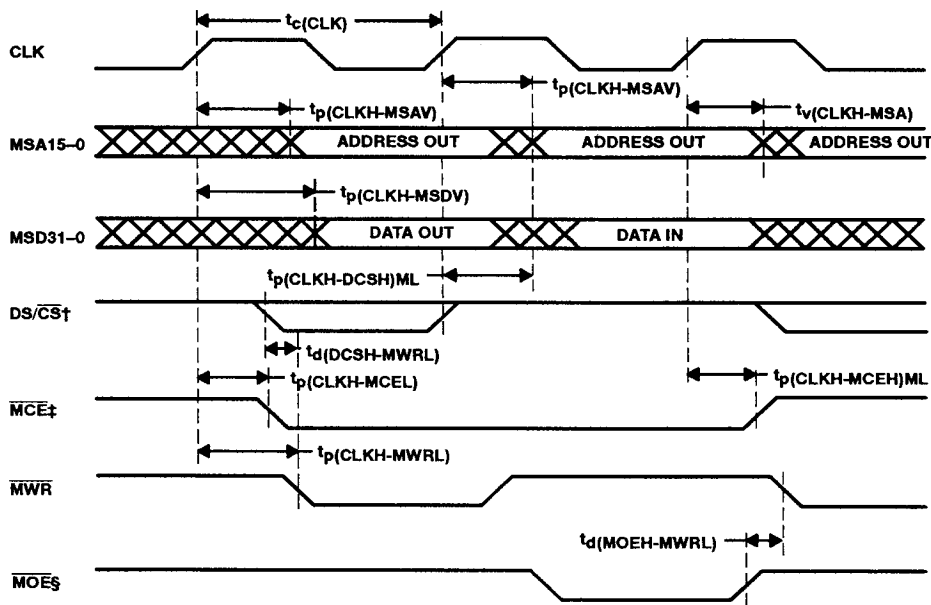 tc(CLK)
CLK
tp(CLKH-MSAV)
tp(CLKH-MSAV)
tv(CLKH-MSA)
MSA15–0 ADDRESS OUT ADDRESS OUT ADDRESS OUT
tp(CLKH-MSDV)
MSD31–0 DATA OUT DATA IN
tp(CLKH-DCSH)ML
DS/CS†
td(DCSH-MWRL)
tp(CLKH-MCEL) tp(CLKH-MCEH)ML
MCE‡
tp(CLKH-MWRL)
MWR
td(MOEH-MWRL)
MOE§